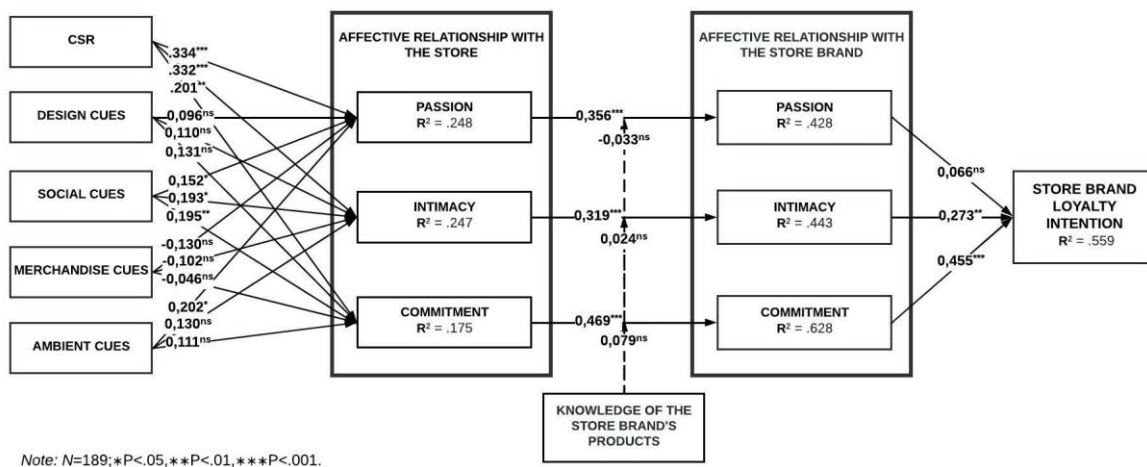 CSR
DESIGN CUES
SOCIAL CUES
MERCHANDISE CUES
AMBIENT CUES
.334***
.332***
.201**
0,096ns
0,110ns
0,131ns
0,152*
0,193*
0,195**
-0,130ns
-0,102ns
-0,046ns
0,202*
0,130ns
0,111ns
AFFECTIVE RELATIONSHIP WITH
THE STORE
PASSION
R² = .248
INTIMACY
R² = .247
COMMITMENT
R² = .175
0,356***
-0,033ns
0,319***
0,024ns
0,469***
0,079ns
KNOWLEDGE OF THE
STORE BRAND'S
PRODUCTS
AFFECTIVE RELATIONSHIP WITH
THE STORE BRAND
PASSION
R² = .428
INTIMACY
R² = .443
COMMITMENT
R² = .628
0,066ns
0,273**
0,455***
STORE BRAND
LOYALTY
INTENTION
R² = .559
Note: N=189;∗P<.05,∗∗P<.01,∗∗∗P<.001.